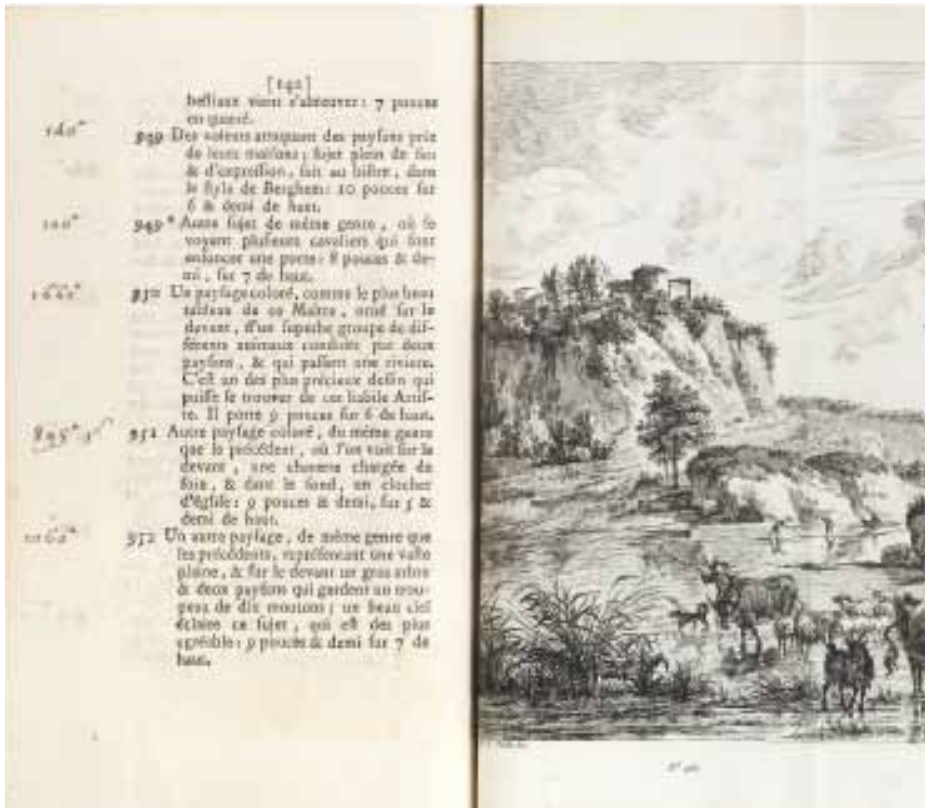 [142]
bestiaux vient s'abreuver : 7 pouces
en quarré.
140
949 Des voleurs attaquant des paysans près
de leurs maisons ; sujet plein de feu
& d'expression, fait au bistre, dans
le style de Berghem : 10 pouces sur
6 & demi de haut.
949 * Autre sujet de même genre, où se
voyent plusieurs cavaliers qui font
enfoncer une porte : 8 pouces & de-
mi, sur 7 de haut.
950 Un paysage coloré, comme le plus beau
tableau de ce Maître, orné sur le
devant, d'un superbe groupe de dif-
férents animaux conduits par deux
paysans, & qui passent une riviere.
C'est un des plus précieux dessin qui
puisse se trouver de cet habile Artis-
te. Il porte 9 pouces sur 6 de haut.
951 Autre paysage coloré, du même genre
que le précédent, où l'on voit sur le
devant, une charette chargée de
foin, & dans le fond, un clocher
d'église : 9 pouces & demi, sur 5 &
demi de haut.
952 Un autre paysage, de même genre que
les précédents, représentant une vaste
plaine, & sur le devant un gros arbre
& deux paysans qui gardent un trou-
peau de dix moutons ; un beau ciel
éclaire ce sujet, qui est des plus
agréable : 9 pouces & demi sur 7 de
haut.